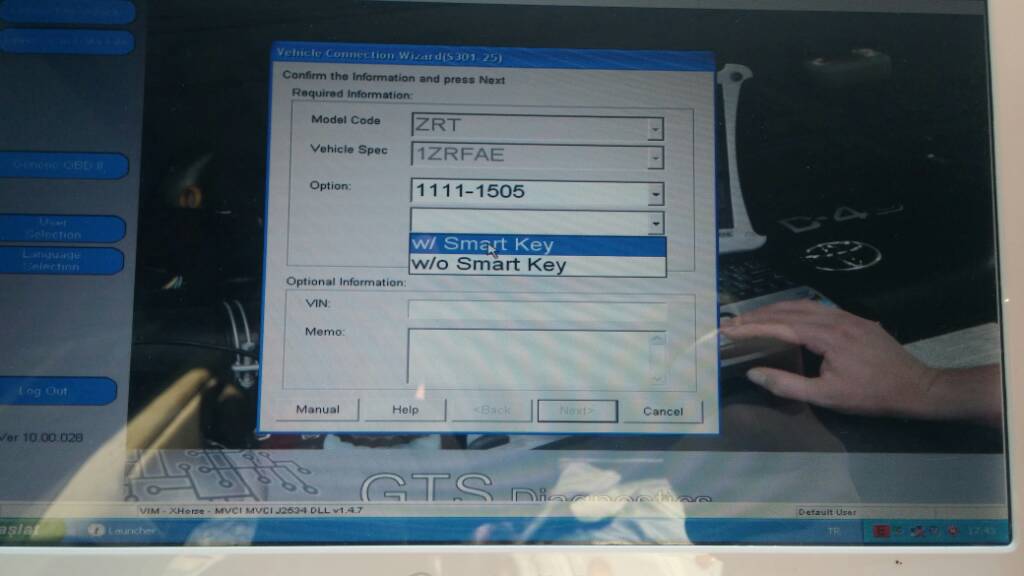 Vehicle Connection Wizard(S301-25)
Confirm the Information and press Next
Required Information:
Model Code
ZRT
Vehicle Spec
1ZRFAE
Option:
1111-1505
w/ Smart Key
w/o Smart Key
Optional Information:
VIN:
Memo:
Manual
Help
<Back
Next>
Cancel
Generic OBD II
User
Selection
Language
Selection
Log Out
Ver 10.00.028
GTS Diagnostics
VIM - XHorse - MVCI MVCI J2534 DLL v1.4.7
Default User
aşlat
Launcher
TR